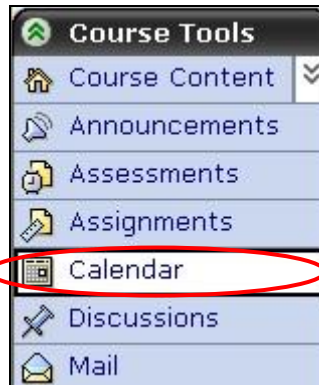 Course Tools
Course Content
Announcements
Assessments
Assignments
Calendar
Discussions
Mail